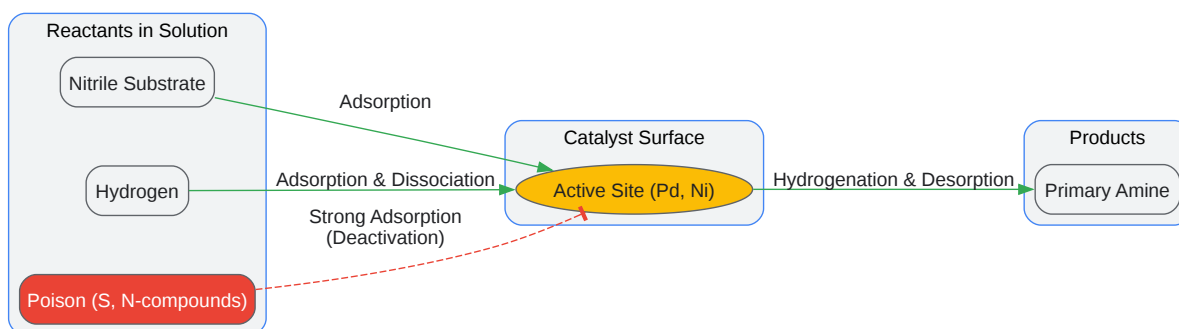 Reactants in Solution
Nitrile Substrate
Adsorption
Catalyst Surface
Products
Hydrogen
Adsorption & Dissociation
Active Site (Pd, Ni)
Hydrogenation & Desorption
Primary Amine
Strong Adsorption
(Deactivation)
Poison (S, N-compounds)